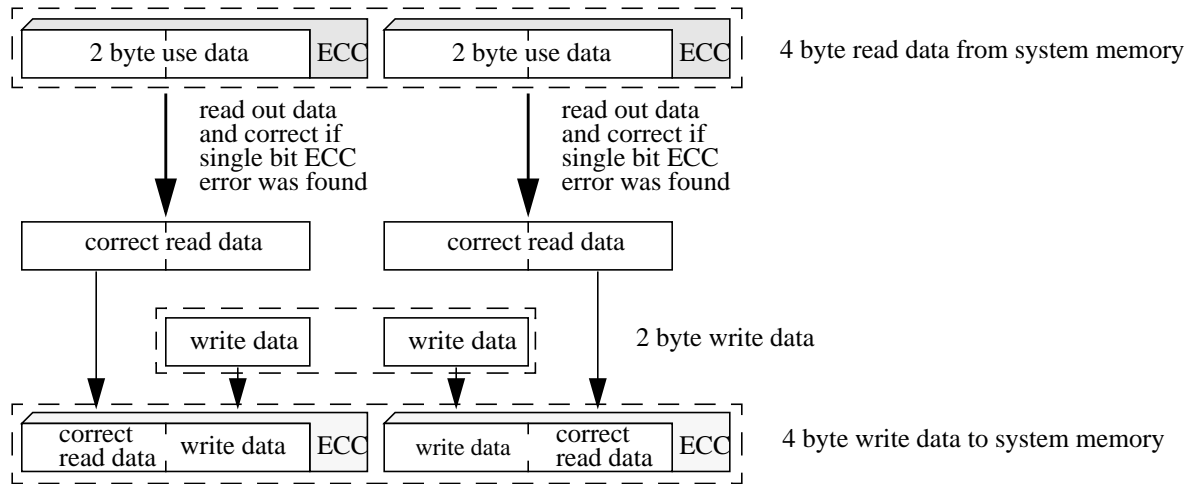 2 byte use data
ECC
2 byte use data
ECC
4 byte read data from system memory
read out data
and correct if
single bit ECC
error was found
read out data
and correct if
single bit ECC
error was found
correct read data
correct read data
write data
write data
2 byte write data
correct
read data
write data
ECC
write data
correct
read data
ECC
4 byte write data to system memory